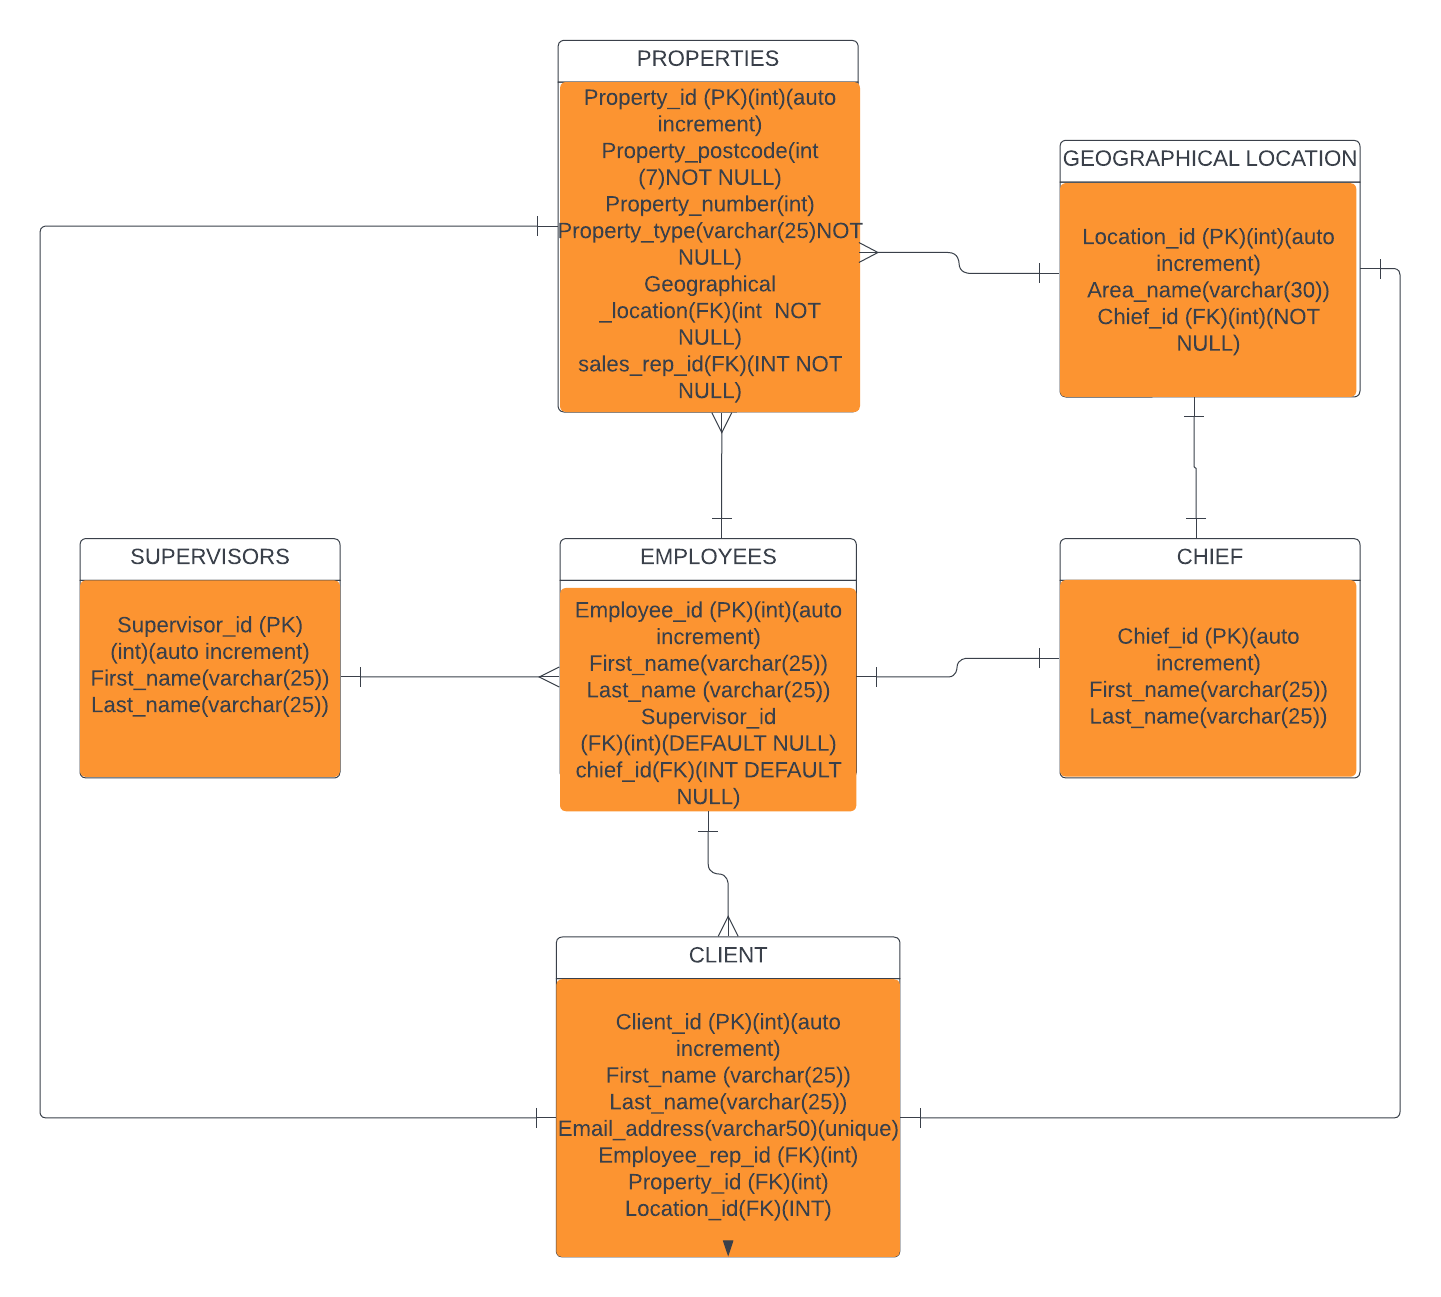 PROPERTIES
Property_id (PK)(int)(auto
increment)
Property_postcode(int
(7)NOT NULL)
Property_number(int)
Property_type(varchar(25)NOT
NULL)
Geographical
_location(FK)(int  NOT
NULL)
sales_rep_id(FK)(INT NOT
NULL)
GEOGRAPHICAL LOCATION
Location_id (PK)(int)(auto
increment)
Area_name(varchar(30))
Chief_id (FK)(int)(NOT
NULL)
SUPERVISORS
Supervisor_id (PK)
(int)(auto increment)
First_name(varchar(25))
Last_name(varchar(25))
EMPLOYEES
Employee_id (PK)(int)(auto
increment)
First_name(varchar(25))
Last_name (varchar(25))
Supervisor_id
(FK)(int)(DEFAULT NULL)
chief_id(FK)(INT DEFAULT
NULL)
CHIEF
Chief_id (PK)(auto
increment)
First_name(varchar(25))
Last_name(varchar(25))
CLIENT
Client_id (PK)(int)(auto
increment)
First_name (varchar(25))
Last_name(varchar(25))
Email_address(varchar50)(unique)
Employee_rep_id (FK)(int)
Property_id (FK)(int)
Location_id(FK)(INT)